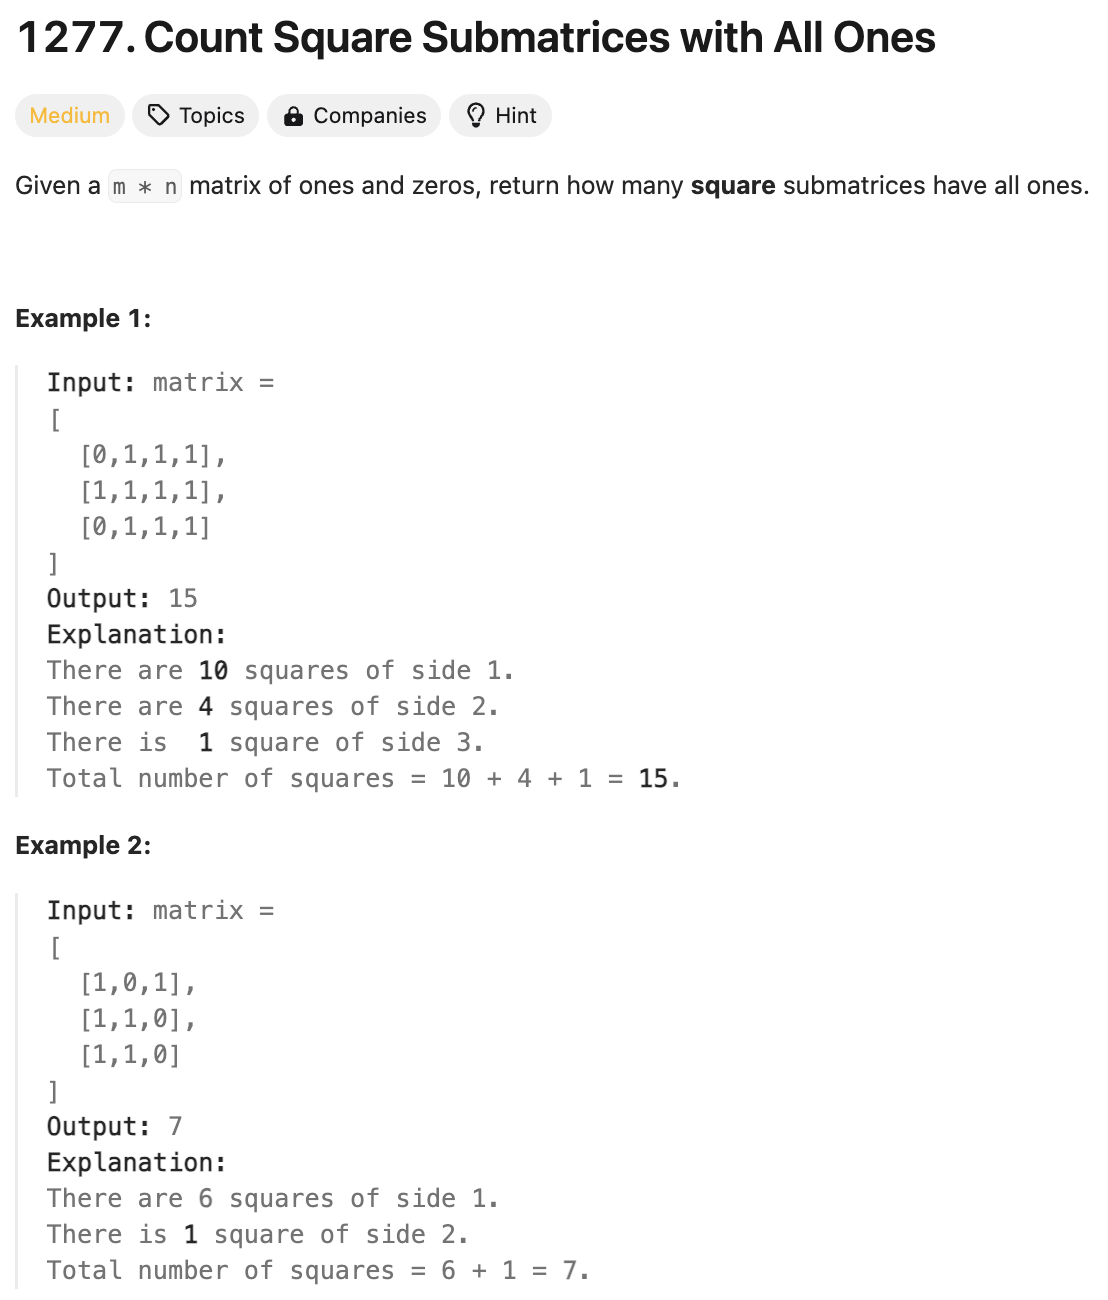 1277. Count Square Submatrices with All Ones
Medium Topics Companies Hint
Given a m * n matrix of ones and zeros, return how many square submatrices have all ones.
Example 1:
Input: matrix =
[
  [0,1,1,1],
  [1,1,1,1],
  [0,1,1,1]
]
Output: 15
Explanation:
There are 10 squares of side 1.
There are 4 squares of side 2.
There is  1 square of side 3.
Total number of squares = 10 + 4 + 1 = 15.
Example 2:
Input: matrix =
[
  [1,0,1],
  [1,1,0],
  [1,1,0]
]
Output: 7
Explanation:
There are 6 squares of side 1.
There is 1 square of side 2.
Total number of squares = 6 + 1 = 7.